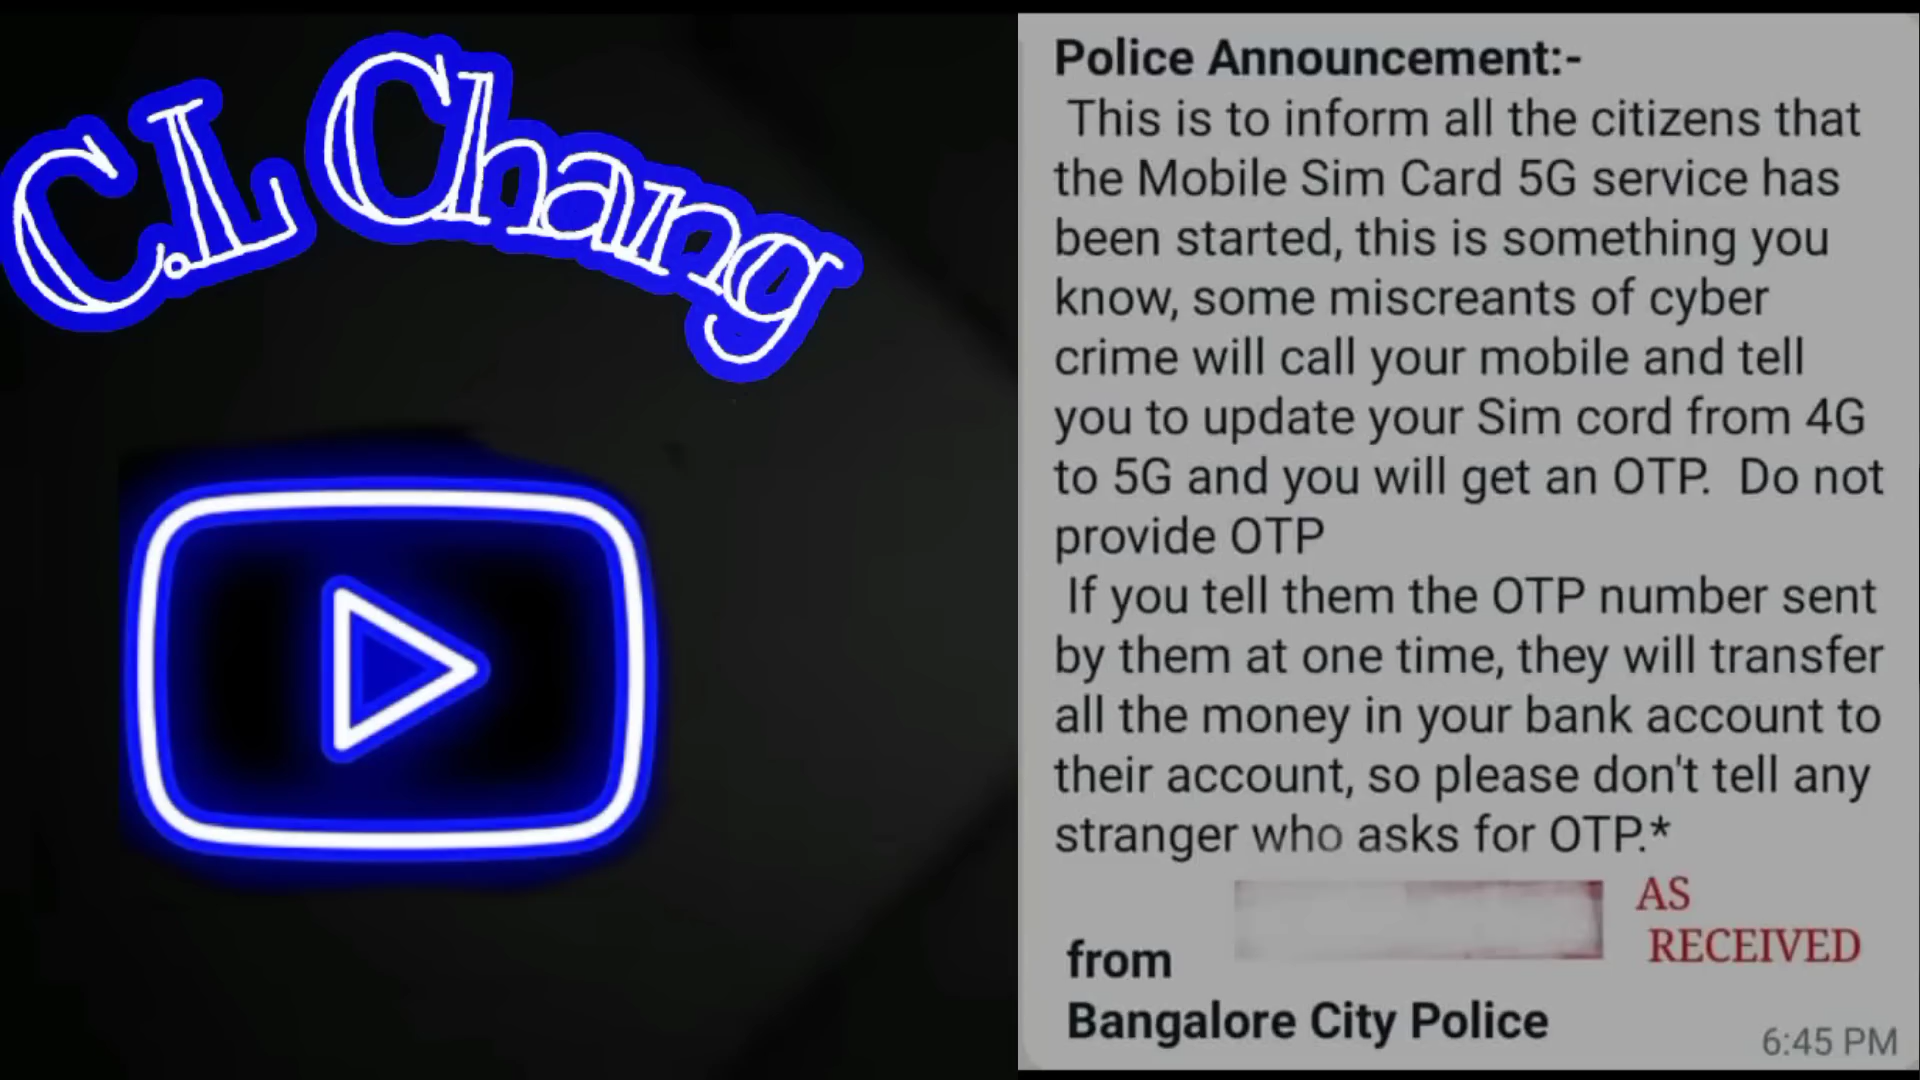 C.L Chang
Police Announcement:-
This is to inform all the citizens that
the Mobile Sim Card 5G service has
been started, this is something you
know, some miscreants of cyber
crime will call your mobile and tell
you to update your Sim cord from 4G
to 5G and you will get an OTP. Do not
provide OTP
If you tell them the OTP number sent
by them at one time, they will transfer
all the money in your bank account to
their account, so please don't tell any
stranger who asks for OTP.*
AS
RECEIVED
from
Bangalore City Police
6:45 PM